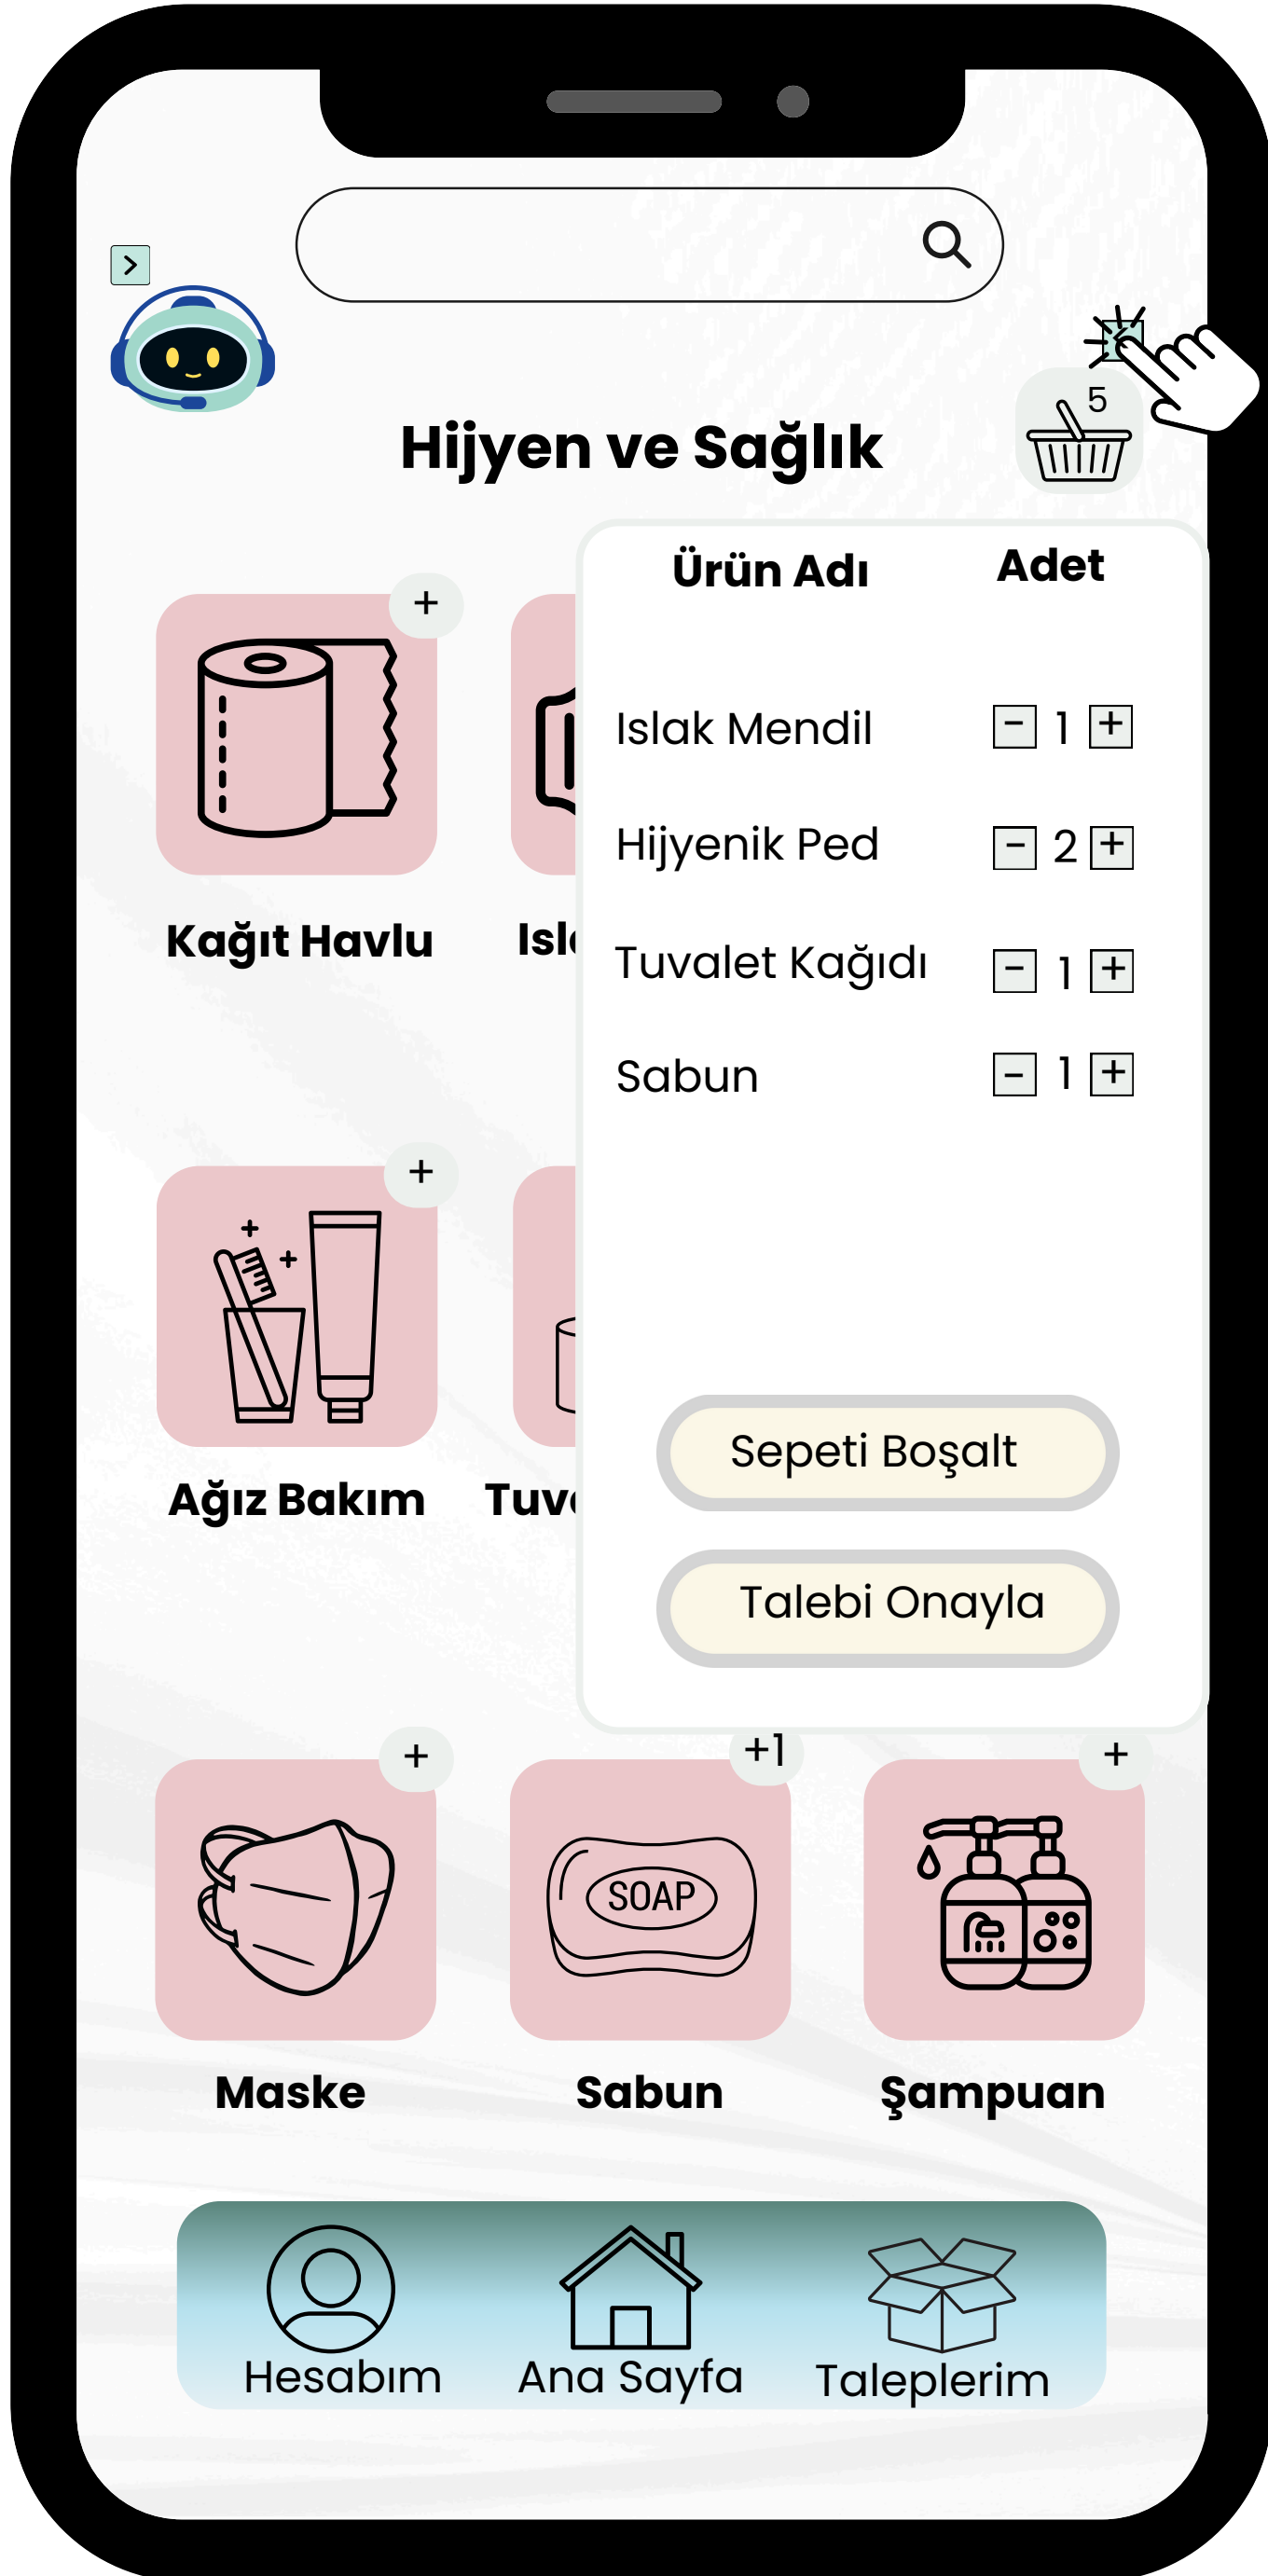 5
Hijyen ve Sağlık
Ürün Adı Adet
+
Islak Mendil - 1 +
Hijyenik Ped - 2 +
Kağıt Havlu
Tuvalet Kağıdı - 1 +
Sabun - 1 +
+
Sepeti Boşalt
Ağız Bakım
Talebi Onayla
+ +1 +
SOAP
Maske Sabun Şampuan
Hesabım Ana Sayfa Taleplerim